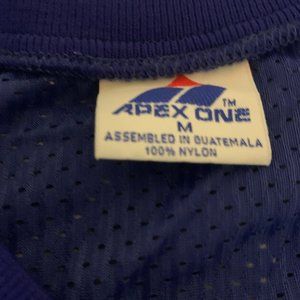 TM
APEX ONE
M
ASSEMBLED IN GUATEMALA
100% NYLON